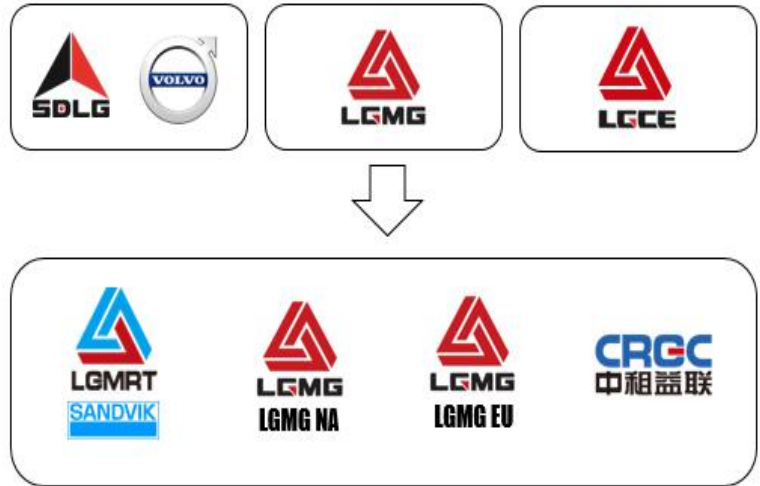 SDLG
VOLVO
LGMG
LGCE
LGMRT
SANDVIK
LGMG
LGMG NA
LGMG
LGMG EU
CRGC
中租益联